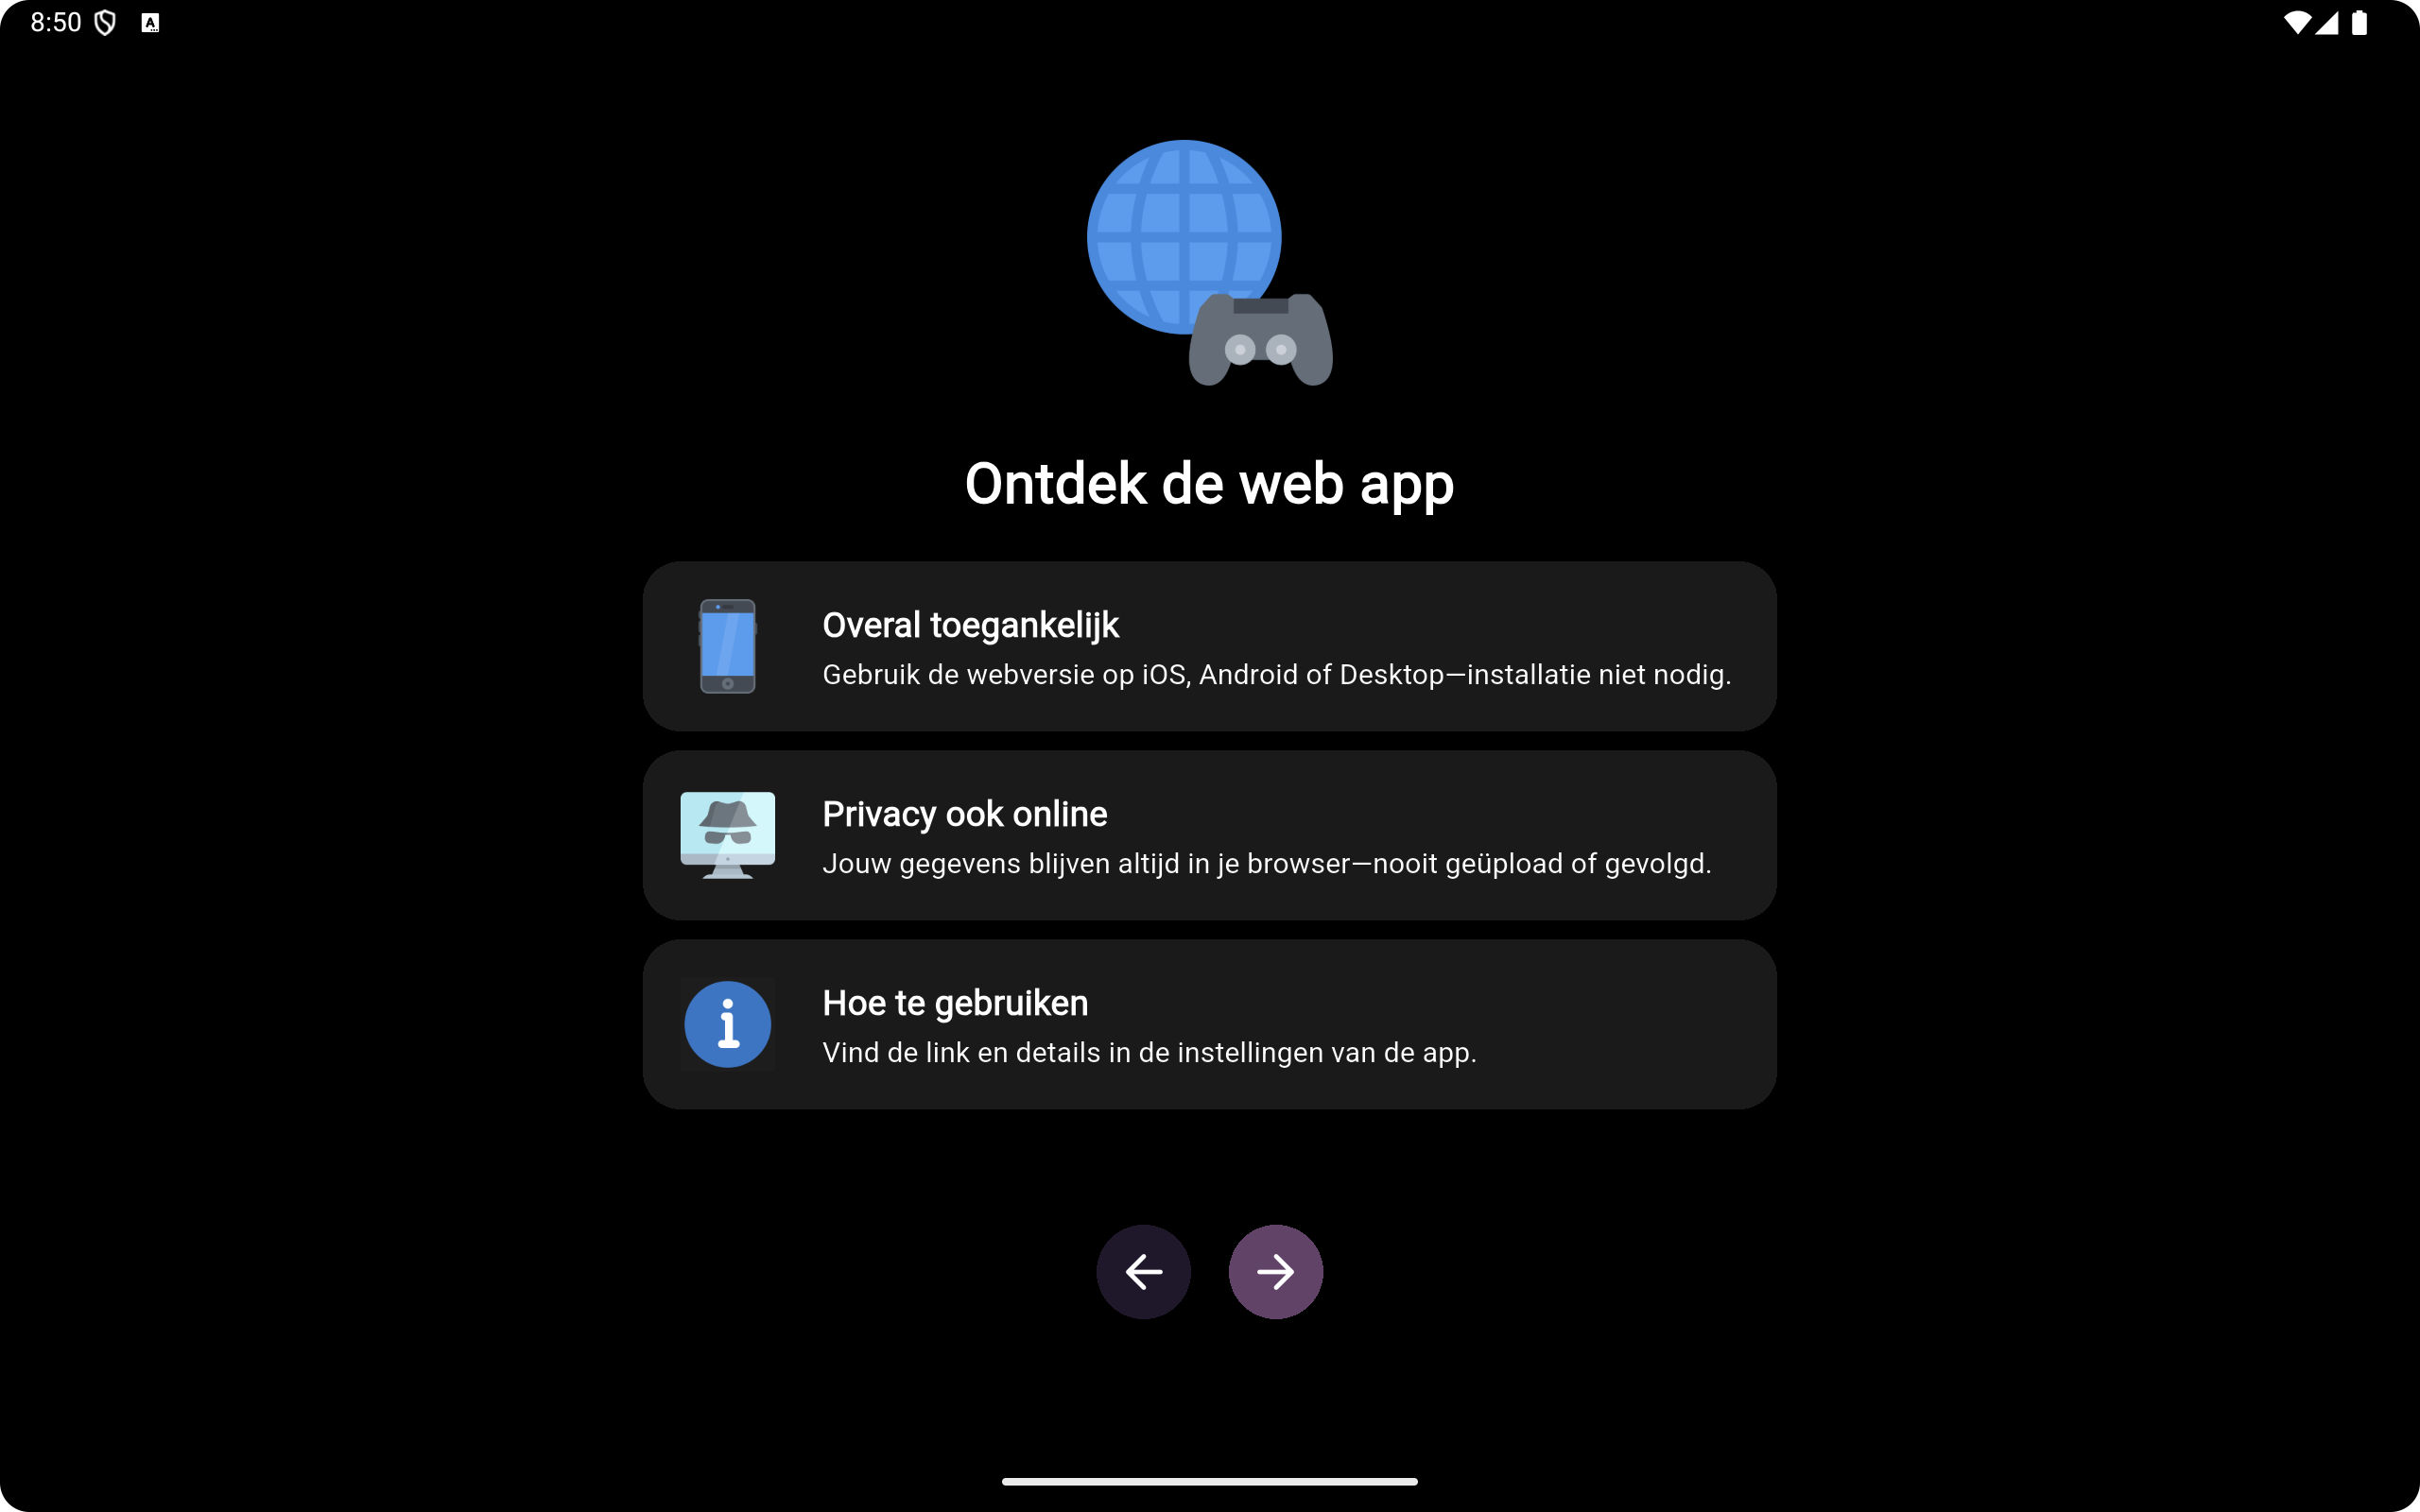 8:50
Ontdek de web app
Overal toegankelijk
Gebruik de webversie op iOS, Android of Desktop—installatie niet nodig.
Privacy ook online
Jouw gegevens blijven altijd in je browser—nooit geüpload of gevolgd.
Hoe te gebruiken
Vind de link en details in de instellingen van de app.